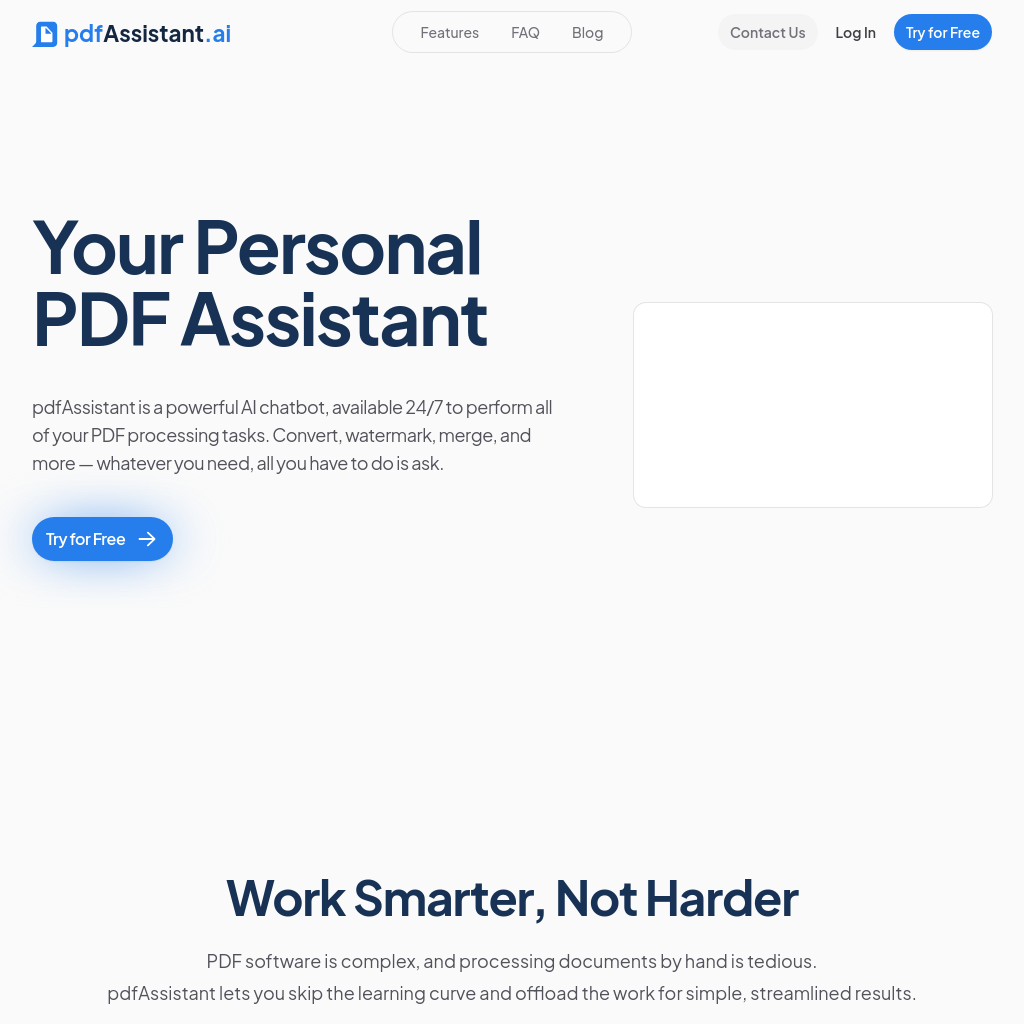 pdfAssistant.ai
Features FAQ Blog
Contact Us Log In Try for Free
Your Personal
PDF Assistant
pdfAssistant is a powerful AI chatbot, available 24/7 to perform all
of your PDF processing tasks. Convert, watermark, merge, and
more — whatever you need, all you have to do is ask.
Try for Free
Work Smarter, Not Harder
PDF software is complex, and processing documents by hand is tedious.
pdfAssistant lets you skip the learning curve and offload the work for simple, streamlined results.